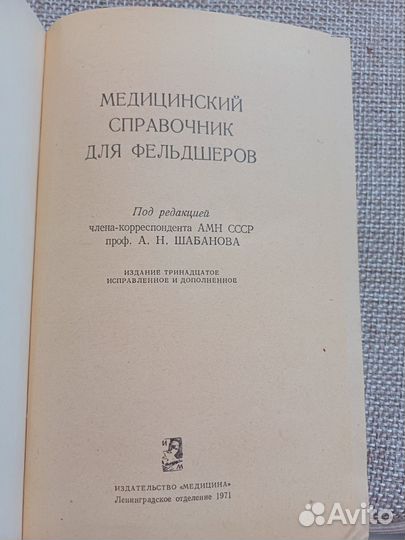 МЕДИЦИНСКИЙ
СПРАВОЧНИК
ДЛЯ ФЕЛЬДШЕРОВ
Под редакцией
члена-корреспондента АМН СССР
проф. А. Н. ШАБАНОВА
ИЗДАНИЕ ТРИНАДЦАТОЕ
ИСПРАВЛЕННОЕ И ДОПОЛНЕННОЕ
И М
ИЗДАТЕЛЬСТВО «МЕДИЦИНА»
Ленинградское отделение 1971
Avito